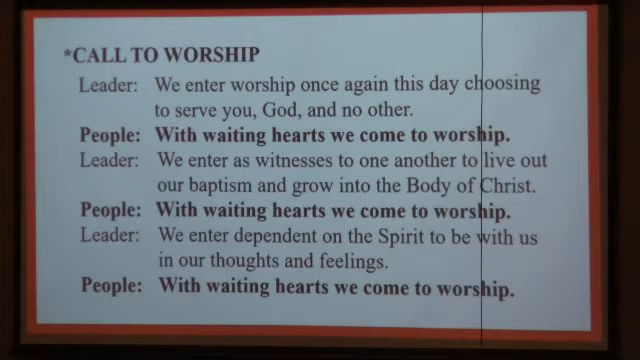 *CALL TO WORSHIP
Leader: We enter worship once again this day choosing
to serve you, God, and no other.
People: With waiting hearts we come to worship.
Leader: We enter as witnesses to one another to live out
our baptism and grow into the Body of Christ.
People: With waiting hearts we come to worship.
Leader: We enter dependent on the Spirit to be with us
in our thoughts and feelings.
People: With waiting hearts we come to worship.